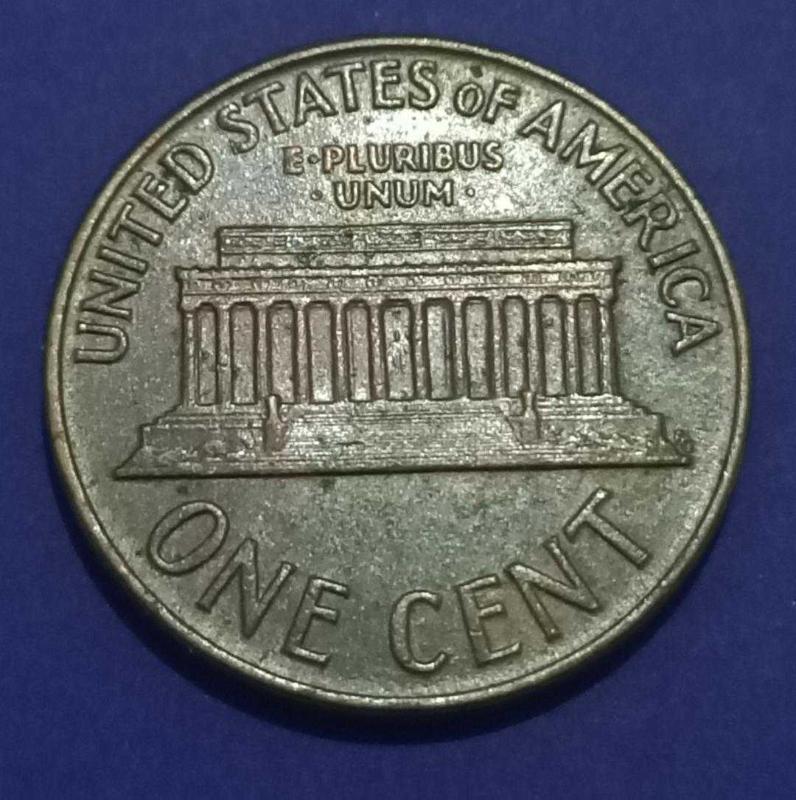 UNITED STATES oF AMERICA
E·PLURIBUS
·UNUM·
ONE CENT